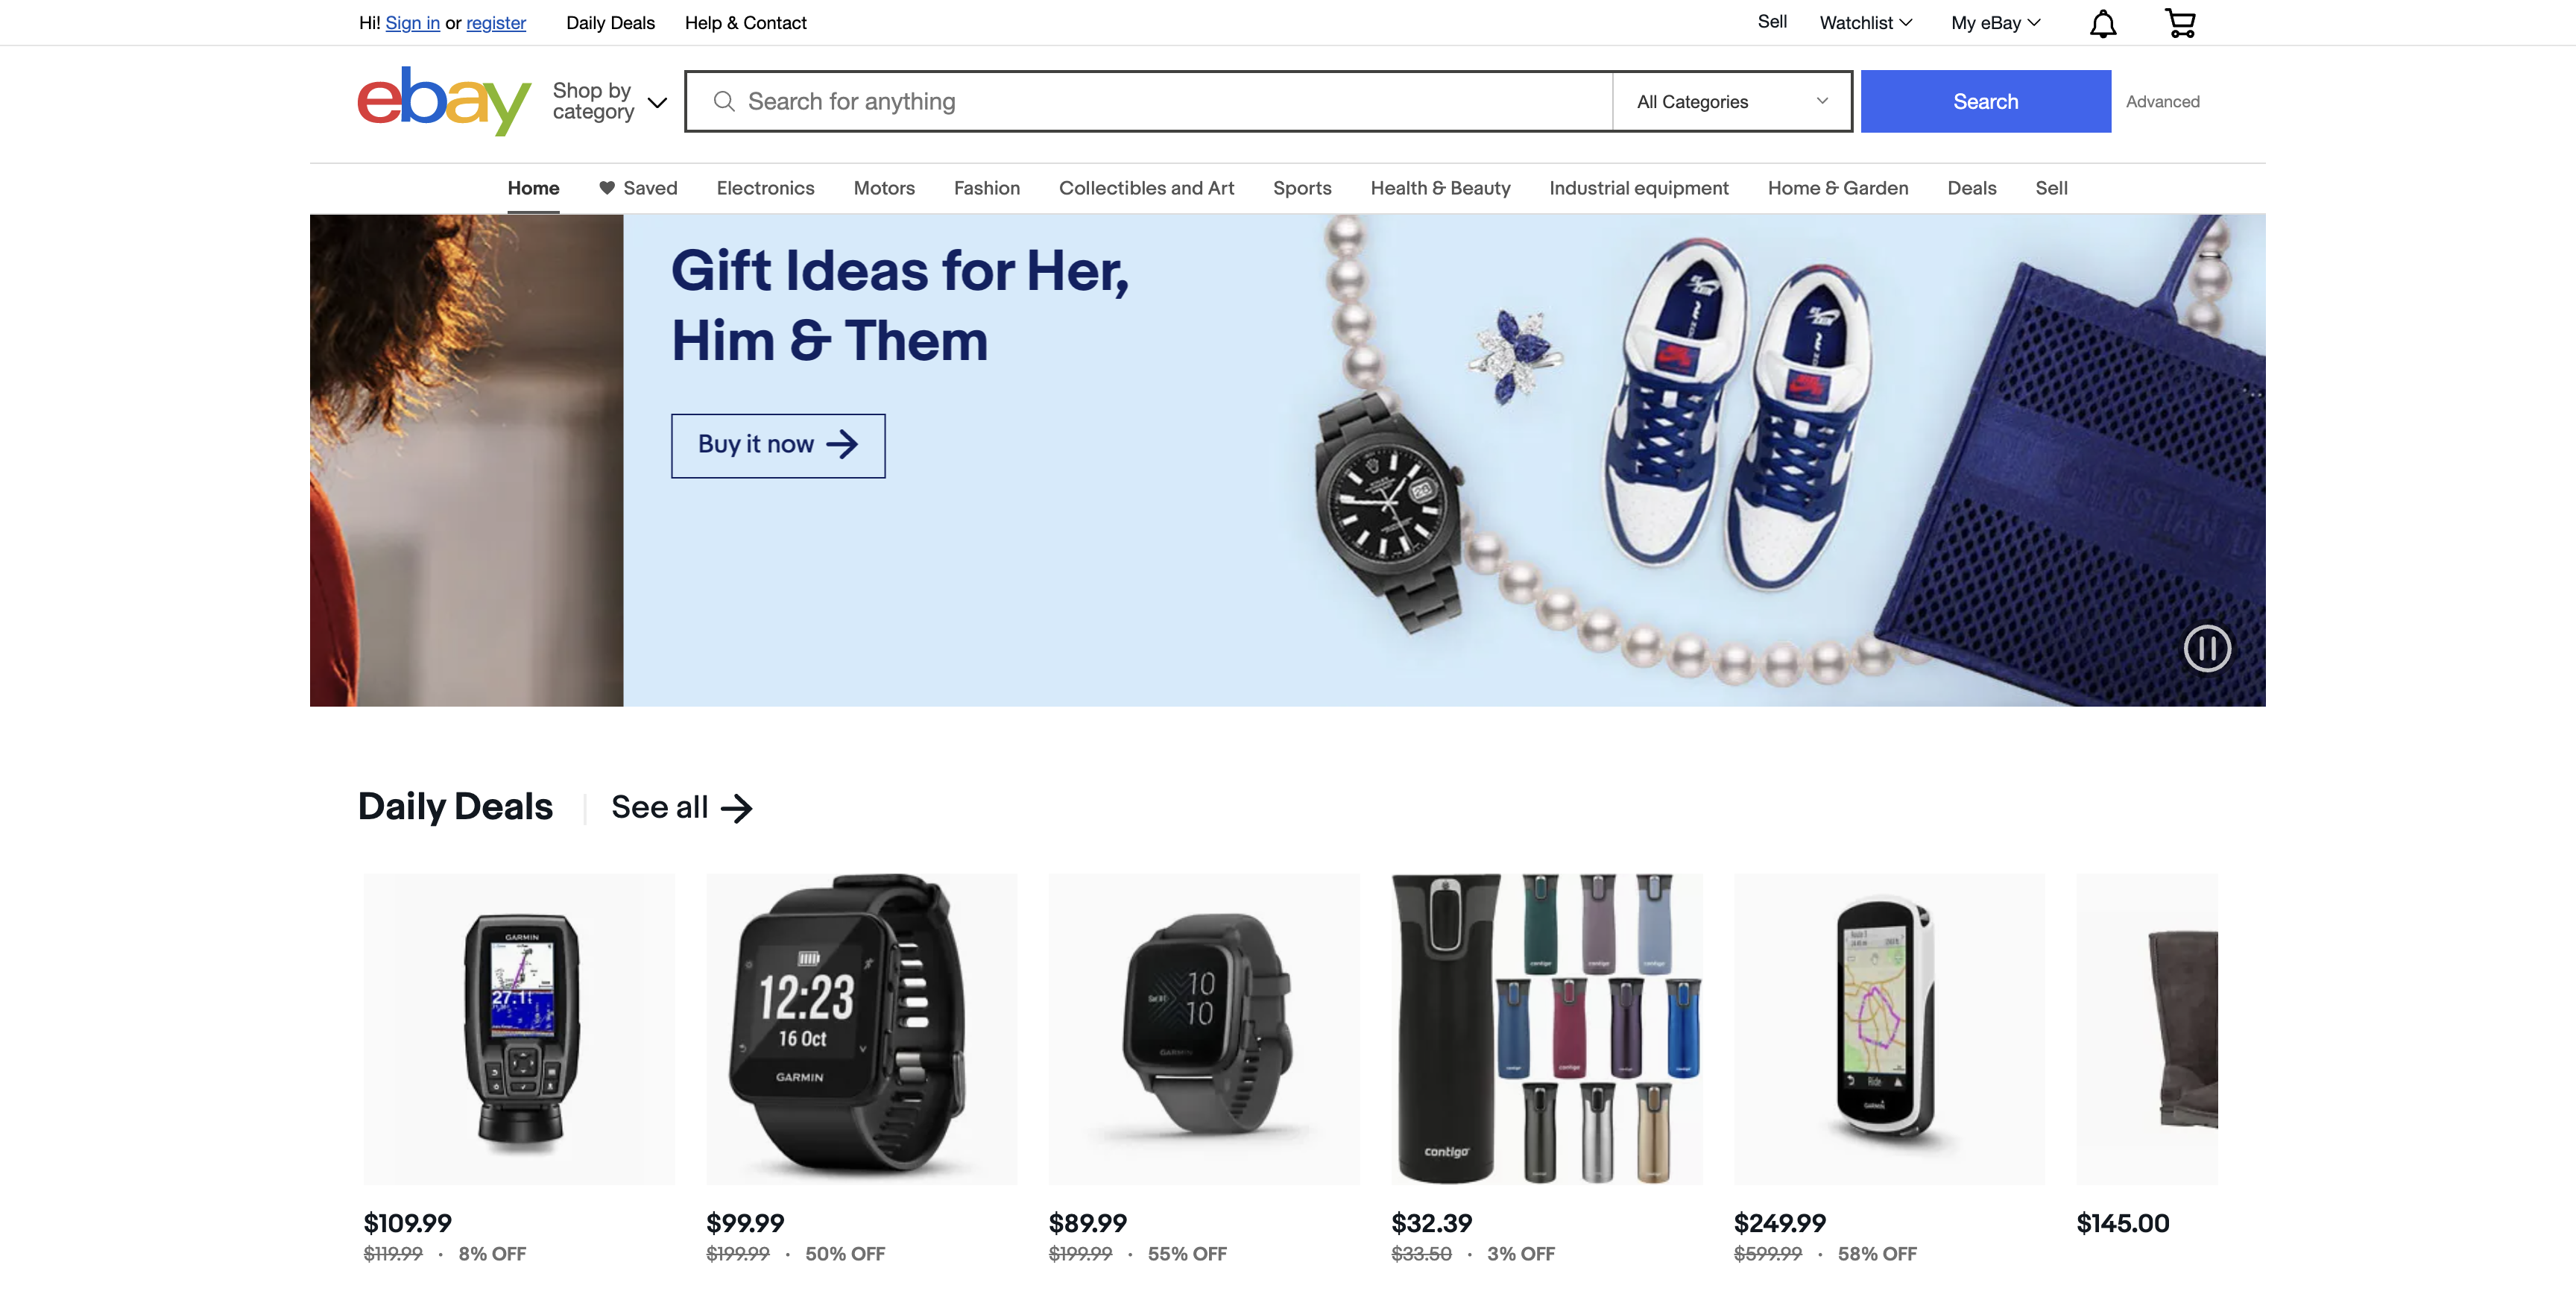 Hi! Sign in or register Daily Deals Help & Contact Sell Watchlist My eBay
ebay
Shop by
category
Search for anything
All Categories
Search
Advanced
Home Saved Electronics Motors Fashion Collectibles and Art Sports Health & Beauty Industrial equipment Home & Garden Deals Sell
Gift Ideas for Her,
Him & Them
Buy it now
Daily Deals
See all
GARMIN
27.1
12:23
16 Oct
GARMIN
10
10
GARMIN
contigo
Ride
GARMIN
$109.99
$119.99 · 8% OFF
$99.99
$199.99 · 50% OFF
$89.99
$199.99 · 55% OFF
$32.39
$33.50 · 3% OFF
$249.99
$599.99 · 58% OFF
$145.00